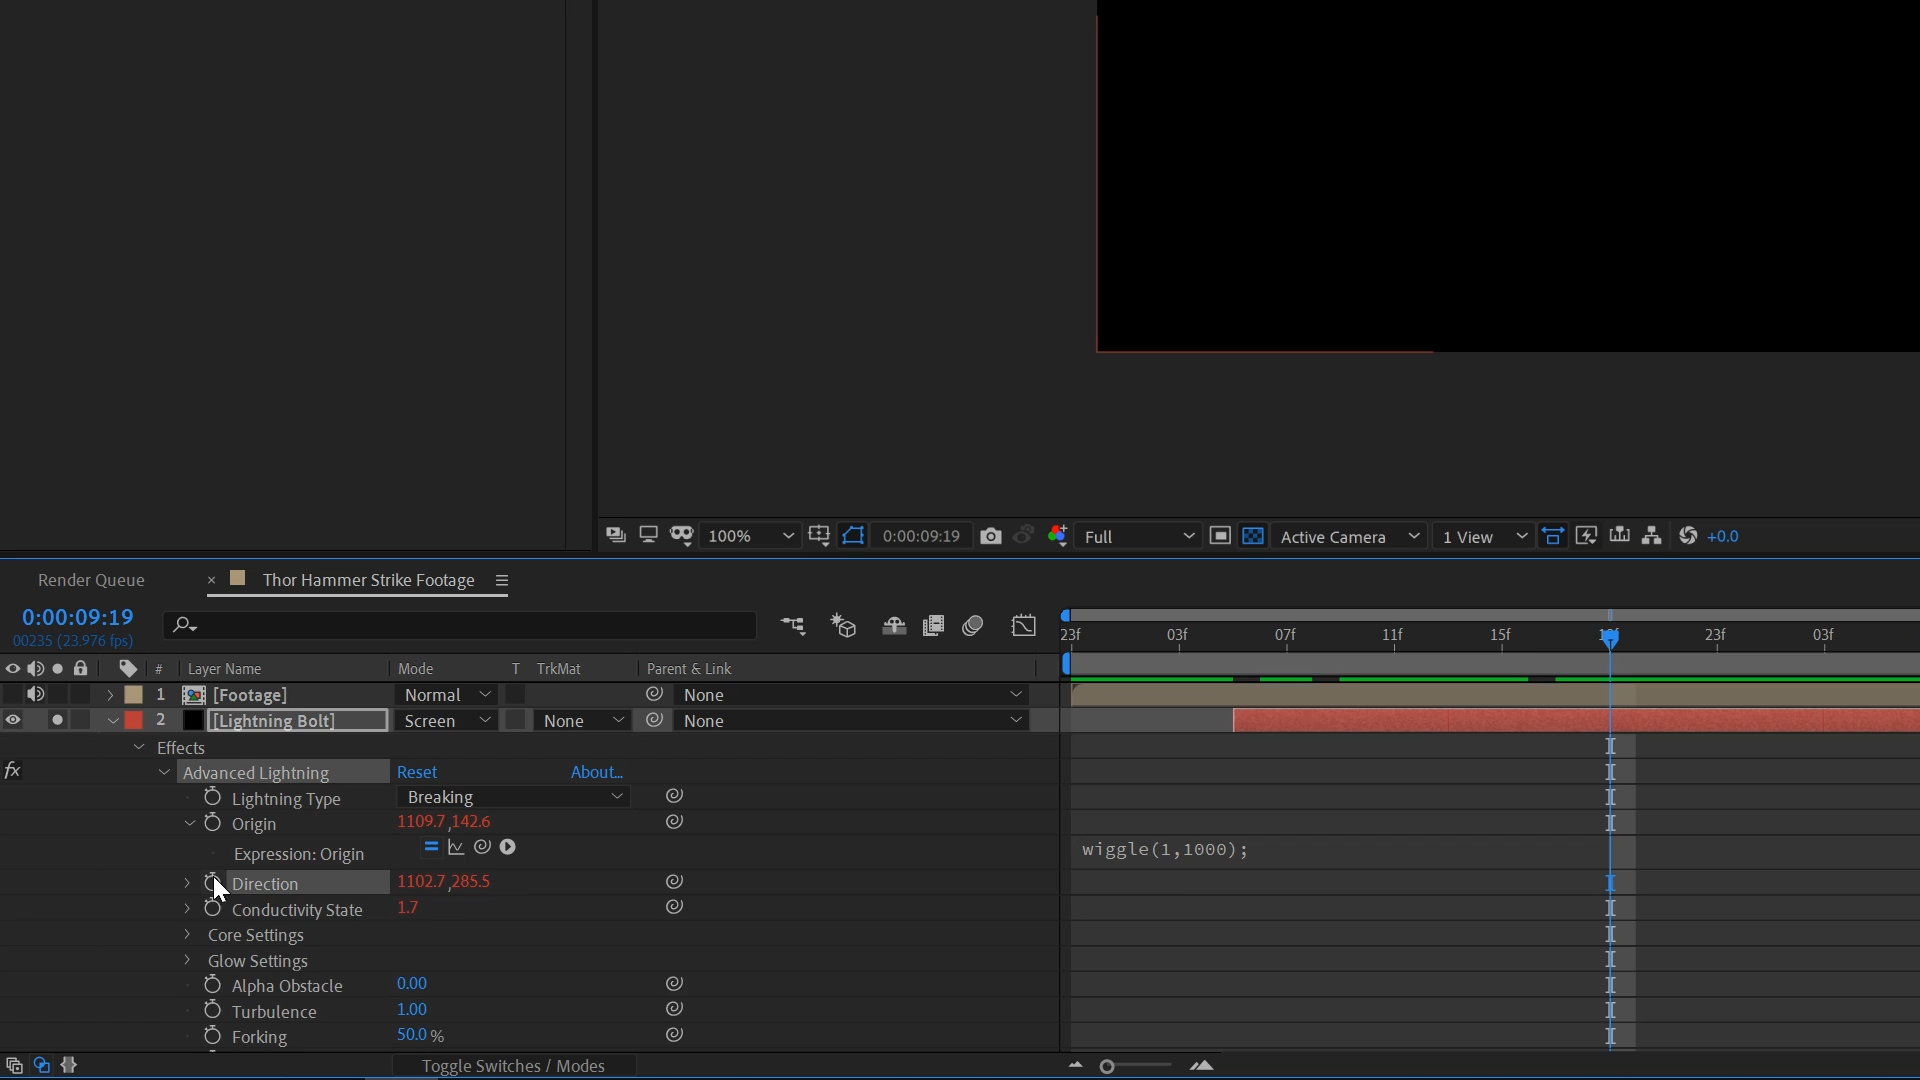 100% 0:00:09:19 Full Active Camera 1 View +0.0
Render Queue × Thor Hammer Strike Footage
0:00:09:19
00235 (23.976 fps)
23f 03f 07f 11f 15f 23f 03f
# Layer Name Mode T TrkMat Parent & Link
1 [Footage] Normal None
2 [Lightning Bolt] Screen None None
Effects
fx Advanced Lightning Reset About...
Lightning Type Breaking
Origin 1109.7,142.6
Expression: Origin wiggle(1,1000);
Direction 1102.7,285.5
Conductivity State 1.7
Core Settings
Glow Settings
Alpha Obstacle 0.00
Turbulence 1.00
Forking 50.0 %
Toggle Switches / Modes